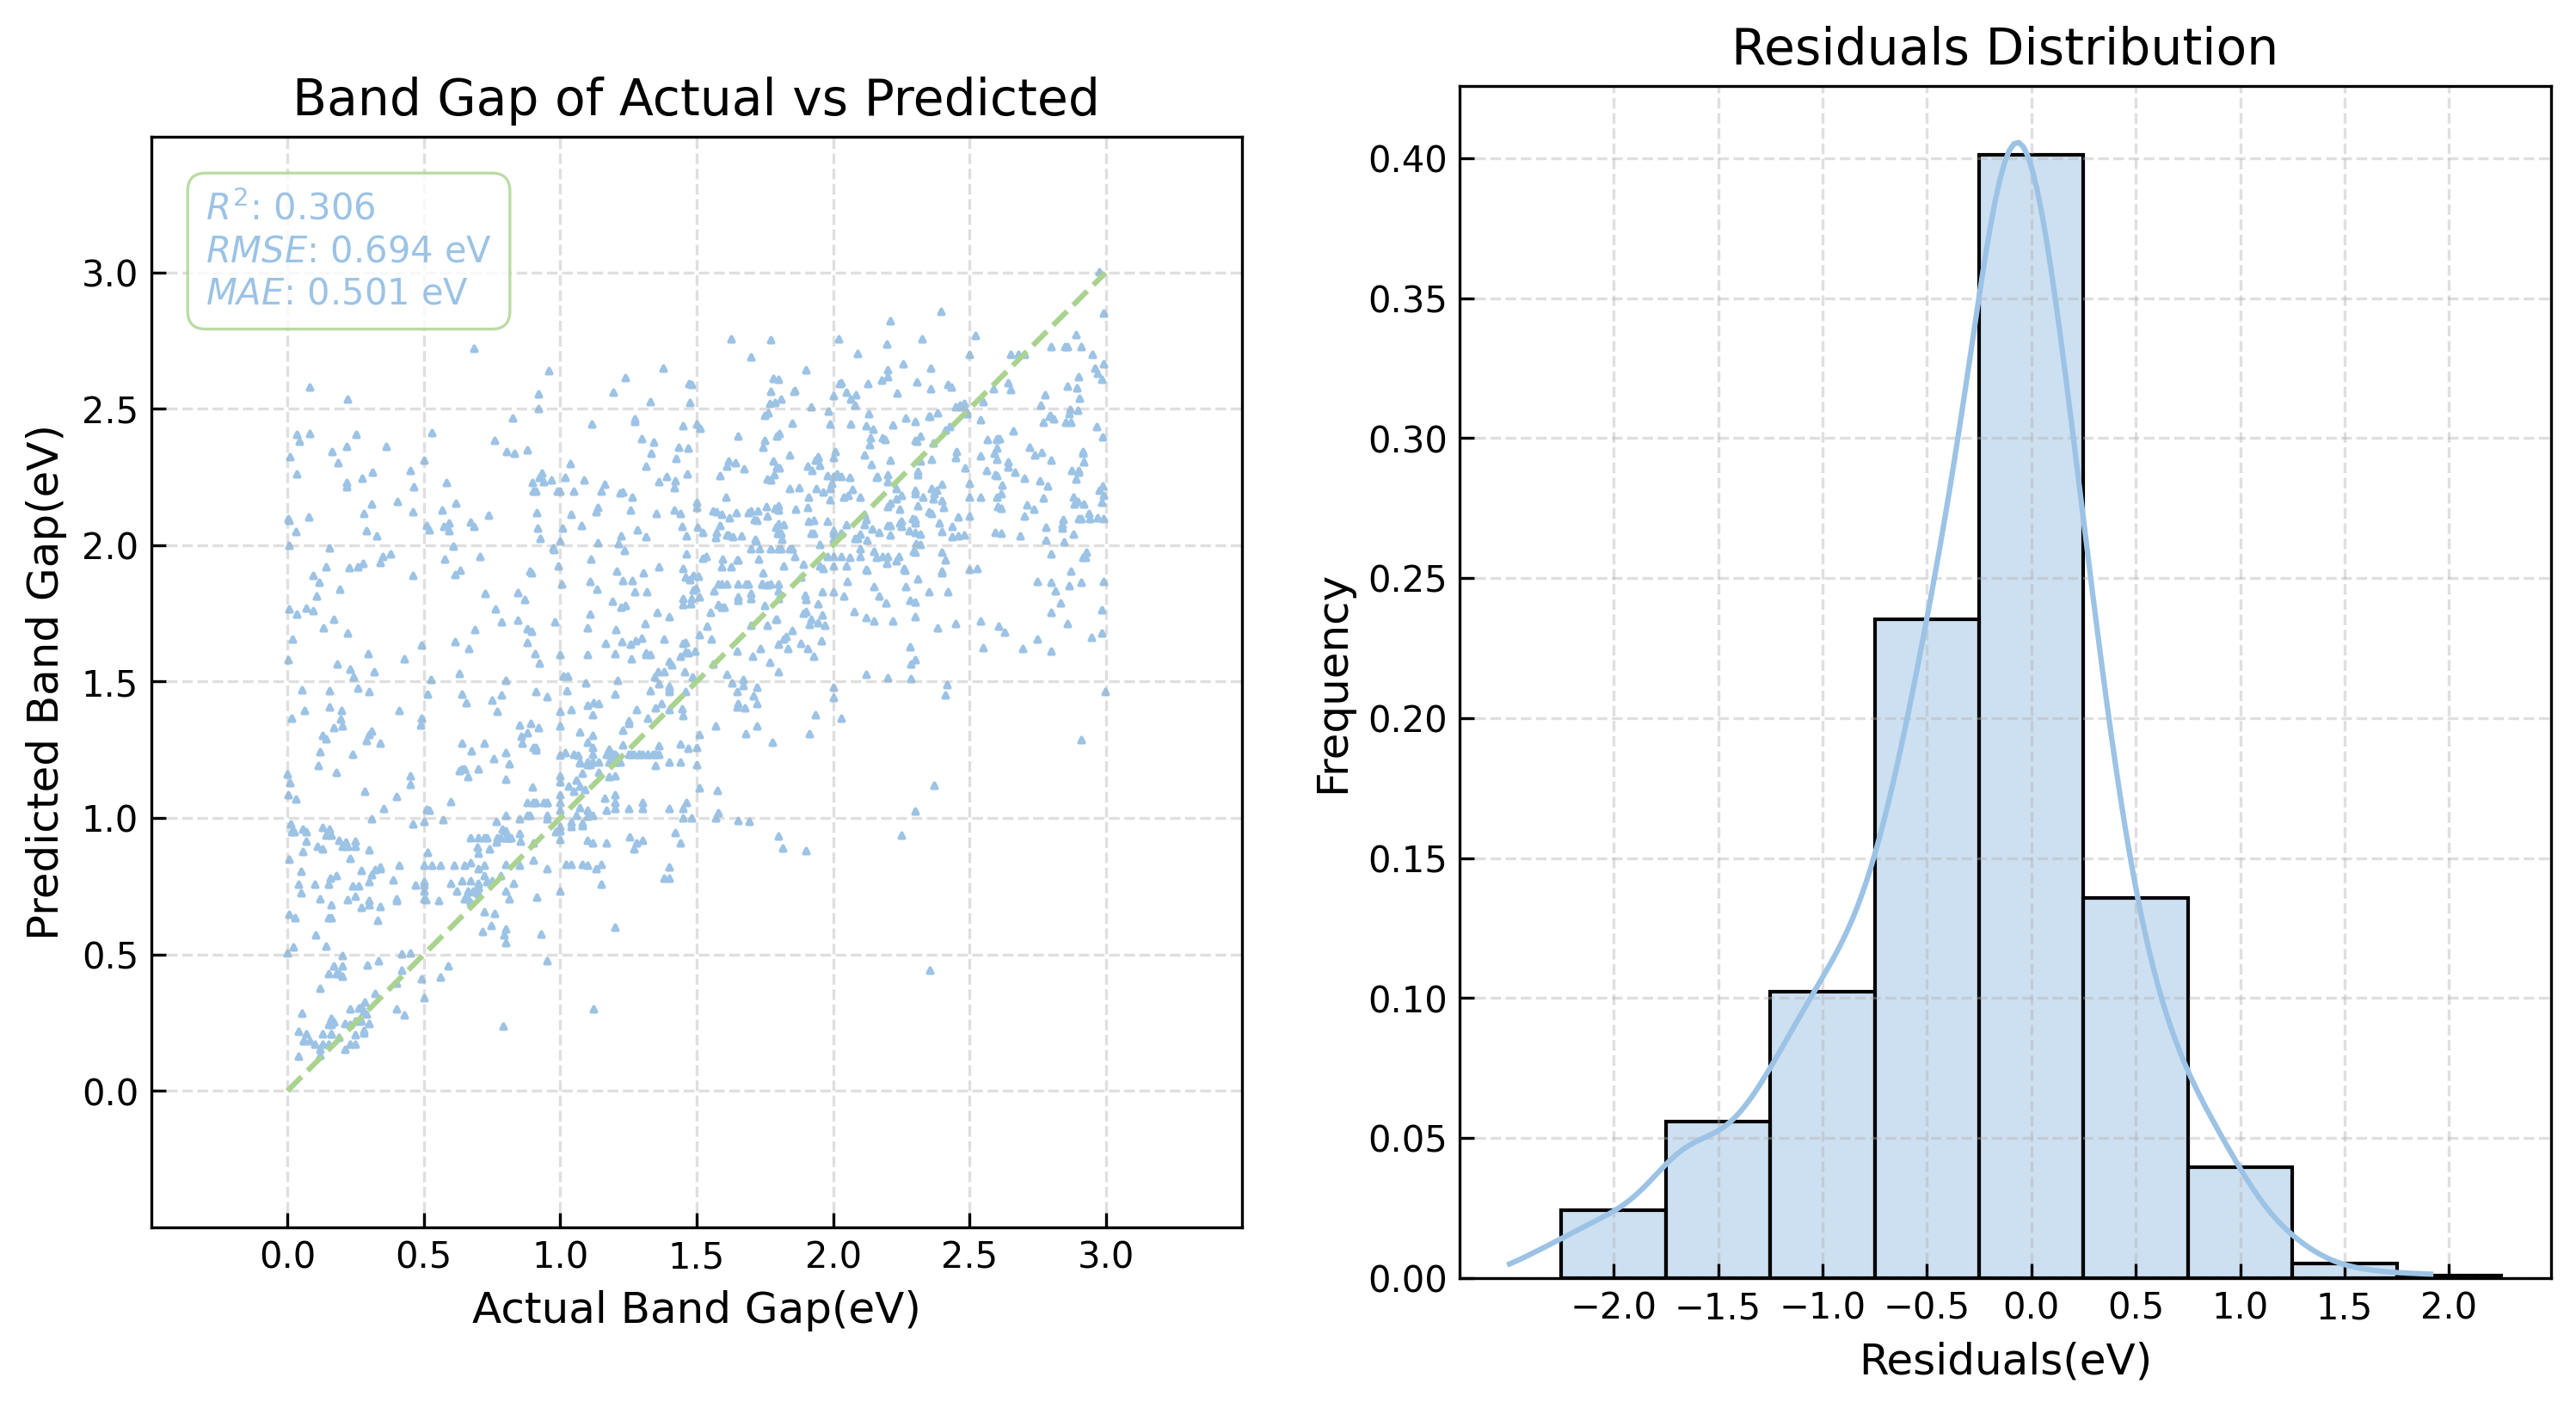 Band Gap of Actual vs Predicted
R²: 0.306
RMSE: 0.694 eV
MAE: 0.501 eV
Predicted Band Gap(eV)
3.0
2.5
2.0
1.5
1.0
0.5
0.0
0.0 0.5 1.0 1.5 2.0 2.5 3.0
Actual Band Gap(eV)
Residuals Distribution
Frequency
0.40
0.35
0.30
0.25
0.20
0.15
0.10
0.05
0.00
−2.0 −1.5 −1.0 −0.5 0.0 0.5 1.0 1.5 2.0
Residuals(eV)